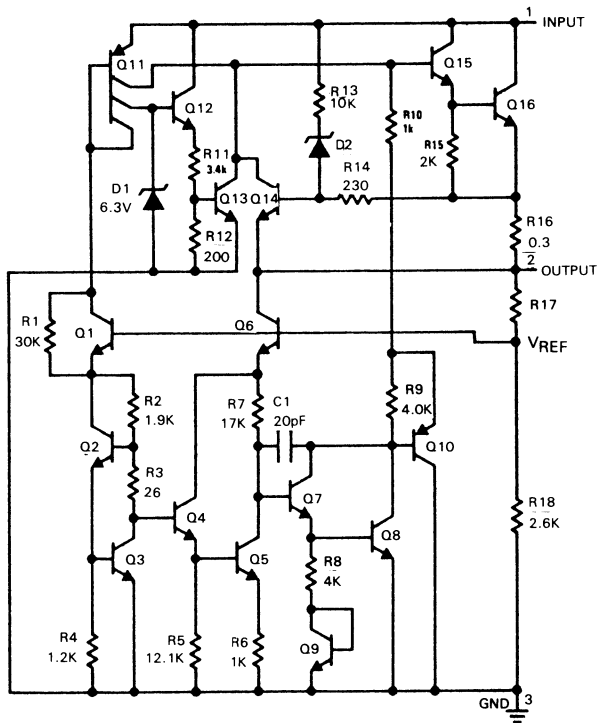 1
INPUT
Q11
Q15
Q12
Q16
R13
10K
R10
1k
R11
3.4k
D2
R15
2K
R14
230
D1
6.3V
Q13
Q14
R12
200
R16
0.3
2
OUTPUT
R17
R1
30K
Q1
Q6
VREF
R2
1.9K
R7
17K
C1
20pF
R9
4.0K
Q2
Q10
R3
26
Q4
Q7
R18
2.6K
Q3
Q5
Q8
R8
4K
R4
1.2K
R5
12.1K
R6
1K
Q9
GND
3